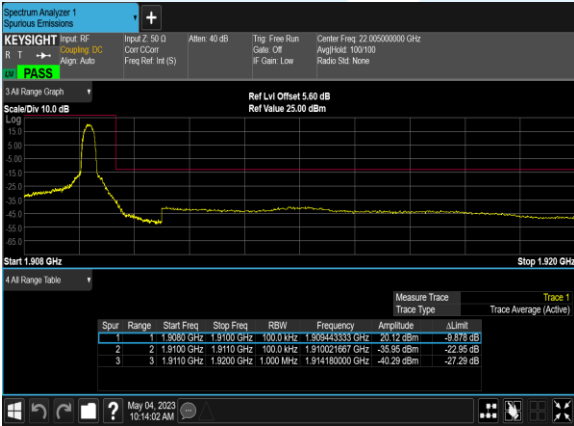 Spectrum Analyzer 1
Spurious Emissions
+
KEYSIGHT Input: RF Input Z: 50 Ω Atten: 40 dB Trig: Free Run Center Freq: 22.005000000 GHz
R T Coupling: DC Corr CCorr Gate: Off Avg|Hold: 100/100
Align: Auto Freq Ref: Int (S) IF Gain: Low Radio Std: None
PASS
3 All Range Graph
Ref Lvl Offset 5.60 dB
Scale/Div 10.0 dB Ref Value 25.00 dBm
Log
15.0
5.00
-5.00
-15.0
-25.0
-35.0
-45.0
-55.0
-65.0
Start 1.908 GHz Stop 1.920 GHz
4 All Range Table
Measure Trace Trace 1
Trace Type Trace Average (Active)
Spur Range Start Freq Stop Freq RBW Frequency Amplitude ΔLimit
1 1 1.9080 GHz 1.9100 GHz 100.0 kHz 1.909443333 GHz 20.12 dBm -9.878 dB
2 2 1.9100 GHz 1.9110 GHz 100.0 kHz 1.910021667 GHz -35.95 dBm -22.95 dB
3 3 1.9110 GHz 1.9200 GHz 1.000 MHz 1.914180000 GHz -40.29 dBm -27.29 dB
? May 04, 2023
10:14:02 AM